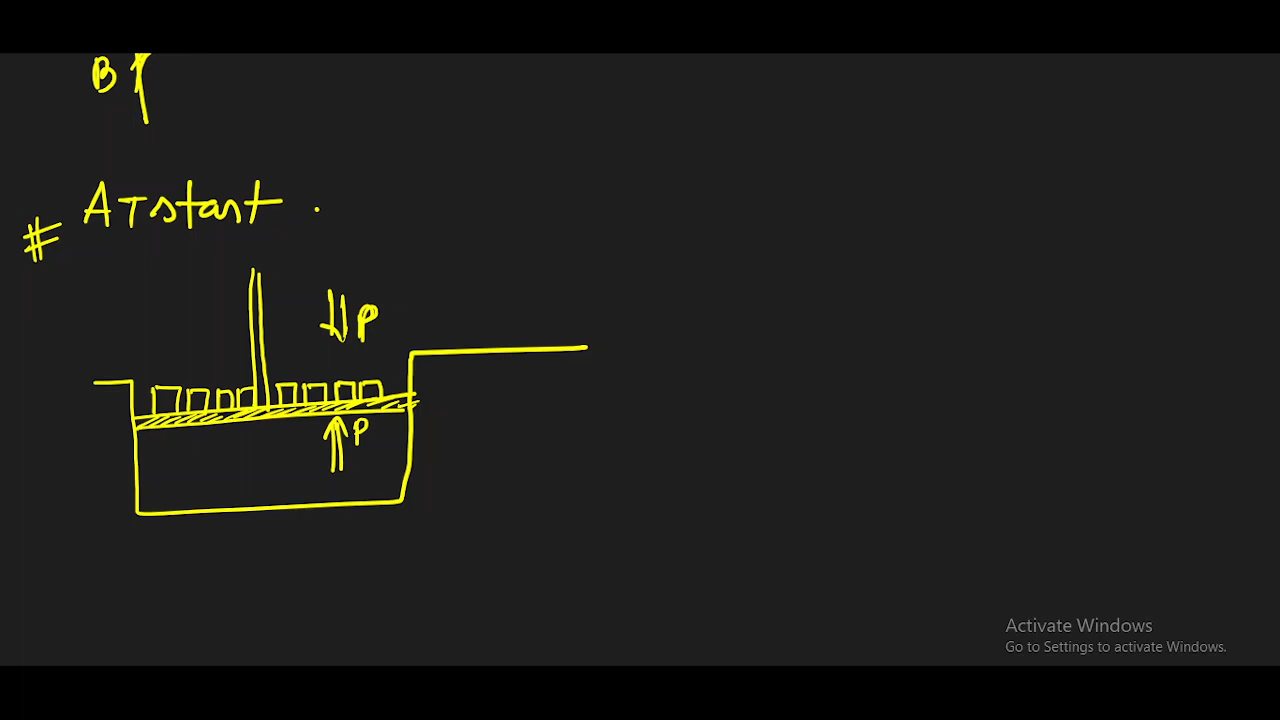 B
# AT start .
P
P
Activate Windows
Go to Settings to activate Windows.